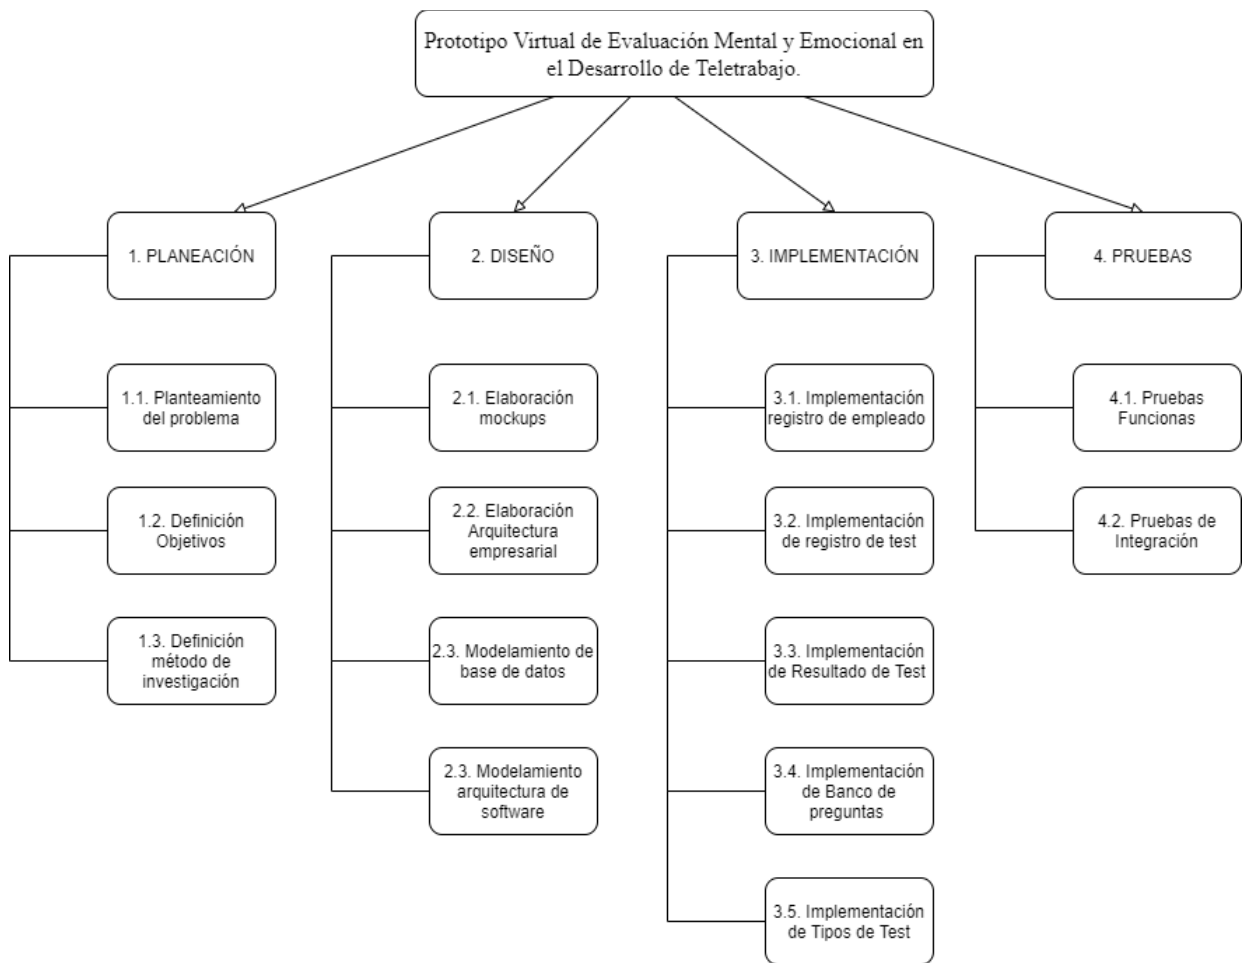 Prototipo Virtual de Evaluación Mental y Emocional en
el Desarrollo de Teletrabajo.
1. PLANEACIÓN
2. DISEÑO
3. IMPLEMENTACIÓN
4. PRUEBAS
1.1. Planteamiento
del problema
2.1. Elaboración
mockups
3.1. Implementación
registro de empleado
4.1. Pruebas
Funcionas
1.2. Definición
Objetivos
2.2. Elaboración
Arquitectura
empresarial
3.2. Implementación
de registro de test
4.2. Pruebas de
Integración
1.3. Definición
método de
investigación
2.3. Modelamiento de
base de datos
3.3. Implementación
de Resultado de Test
2.3. Modelamiento
arquitectura de
software
3.4. Implementación
de Banco de
preguntas
3.5. Implementación
de Tipos de Test